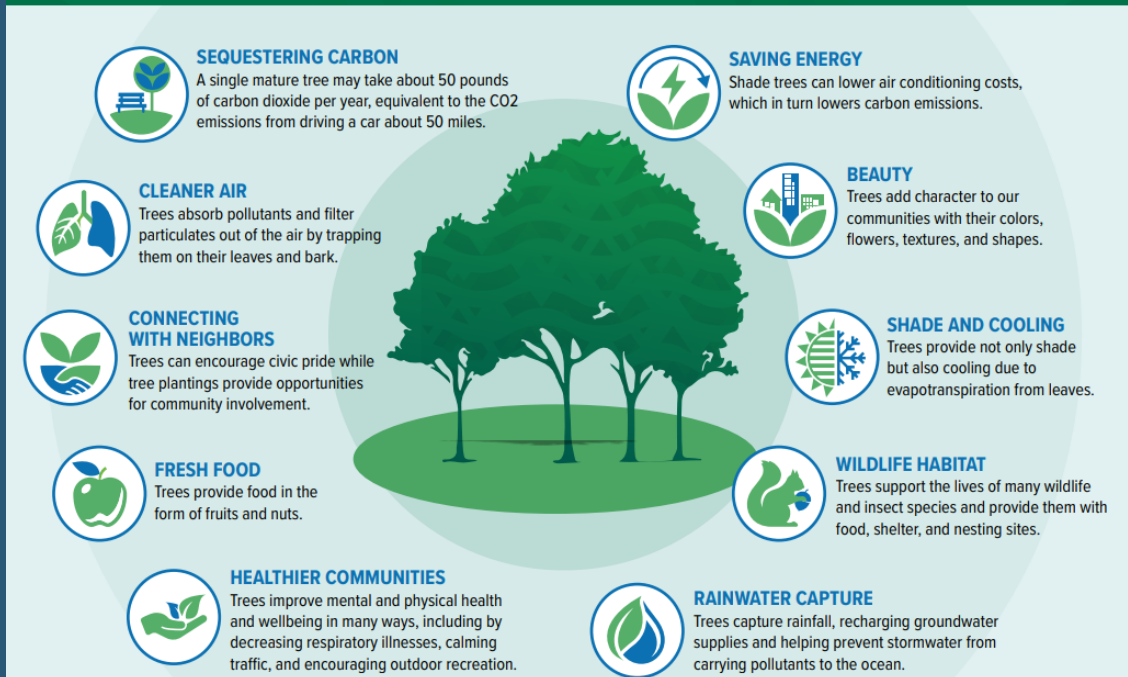 SEQUESTERING CARBON
A single mature tree may take about 50 pounds
of carbon dioxide per year, equivalent to the CO2
emissions from driving a car about 50 miles.
CLEANER AIR
Trees absorb pollutants and filter
particulates out of the air by trapping
them on their leaves and bark.
CONNECTING
WITH NEIGHBORS
Trees can encourage civic pride while
tree plantings provide opportunities
for community involvement.
FRESH FOOD
Trees provide food in the
form of fruits and nuts.
HEALTHIER COMMUNITIES
Trees improve mental and physical health
and wellbeing in many ways, including by
decreasing respiratory illnesses, calming
traffic, and encouraging outdoor recreation.
SAVING ENERGY
Shade trees can lower air conditioning costs,
which in turn lowers carbon emissions.
BEAUTY
Trees add character to our
communities with their colors,
flowers, textures, and shapes.
SHADE AND COOLING
Trees provide not only shade
but also cooling due to
evapotranspiration from leaves.
WILDLIFE HABITAT
Trees support the lives of many wildlife
and insect species and provide them with
food, shelter, and nesting sites.
RAINWATER CAPTURE
Trees capture rainfall, recharging groundwater
supplies and helping prevent stormwater from
carrying pollutants to the ocean.